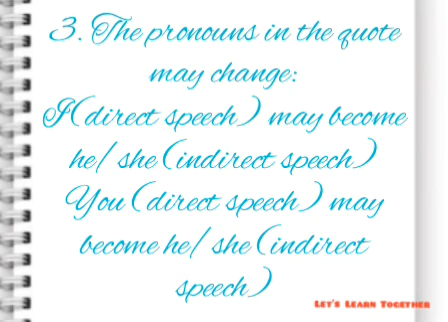 3. The pronouns in the quote
may change:
I (direct speech) may become
he/ she (indirect speech)
You (direct speech) may
become he/ she (indirect
speech)
Let's Learn Together